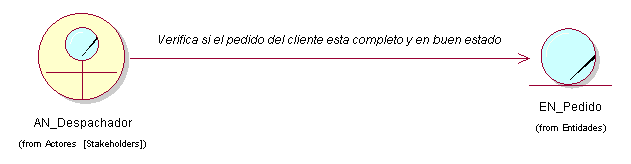 Verifica si el pedido del cliente esta completo y en buen estado
AN_Despachador
(from Actores [Stakeholders])
EN_Pedido
(from Entidades)